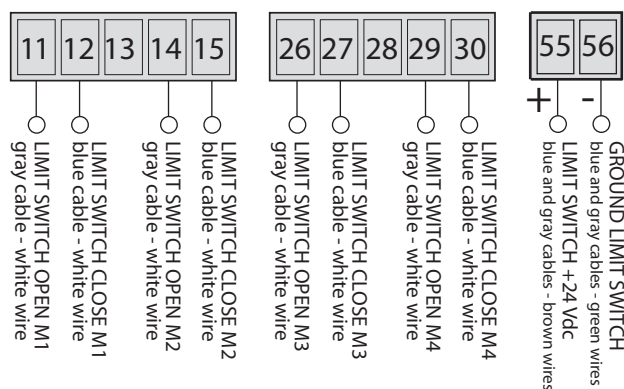 11 12 13 14 15
26 27 28 29 30
55 56
+ -
LIMIT SWITCH OPEN M1
gray cable - white wire
LIMIT SWITCH CLOSE M1
blue cable - white wire
LIMIT SWITCH OPEN M2
gray cable - white wire
LIMIT SWITCH CLOSE M2
blue cable - white wire
LIMIT SWITCH OPEN M3
gray cable - white wire
LIMIT SWITCH CLOSE M3
blue cable - white wire
LIMIT SWITCH OPEN M4
gray cable - white wire
LIMIT SWITCH CLOSE M4
blue cable - white wire
LIMIT SWITCH +24 Vdc
blue and gray cables - brown wires
GROUND LIMIT SWITCH
blue and gray cables - green wires